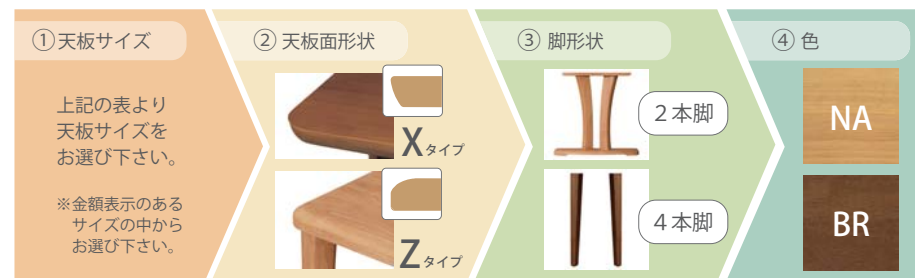 ①天板サイズ
上記の表より
天板サイズを
お選び下さい。
※金額表示のある
サイズの中から
お選び下さい。
② 天板面形状
Xタイプ
Zタイプ
③ 脚形状
2本脚
4本脚
④ 色
NA
BR